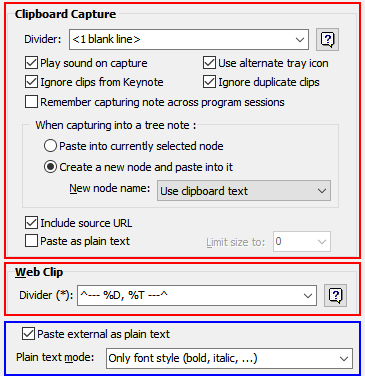 Clipboard Capture
Divider: <1 blank line>
Play sound on capture Use alternate tray icon
Ignore clips from Keynote Ignore duplicate clips
Remember capturing note across program sessions
When capturing into a tree note :
Paste into currently selected node
Create a new node and paste into it
New node name: Use clipboard text
Include source URL
Paste as plain text Limit size to: 0
Web Clip
Divider (*): ^--- %D, %T ---^
Paste external as plain text
Plain text mode: Only font style (bold, italic, ...)